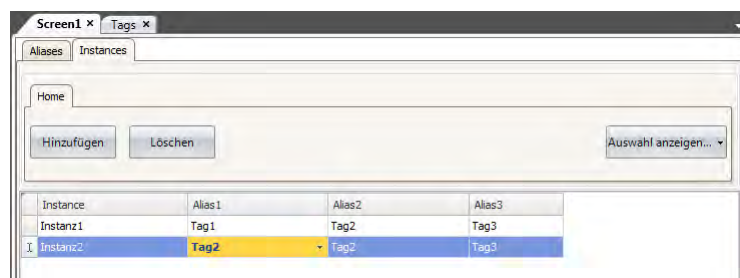 Screen1 × Tags ×
Aliases Instances
Home
Hinzufügen Löschen Auswahl anzeigen...
Instance Alias1 Alias2 Alias3
Instanz1 Tag1 Tag2 Tag3
Instanz2 Tag2 Tag2 Tag3